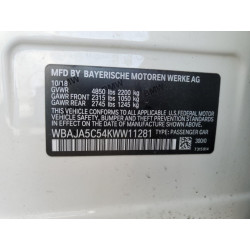 MFD BY BAYERISCHE MOTOREN WERKE AG
10/18
GVWR 4850 lbs 2200 kg
GAWR FRONT 2315 lbs 1050 kg
GAWR REAR 2745 lbs 1245 kg
THIS VEHICLE CONFORMS TO ALL APPLICABLE
FEDERAL MOTOR VEHICLE SAFETY, BUMPER,
AND THEFT PREVENTION STANDARDS IN EFFECT
ON THE DATE OF MANUFACTURE SHOWN ABOVE.
WBAJA5C54KWW11281 TYPE: PASSENGER CAR